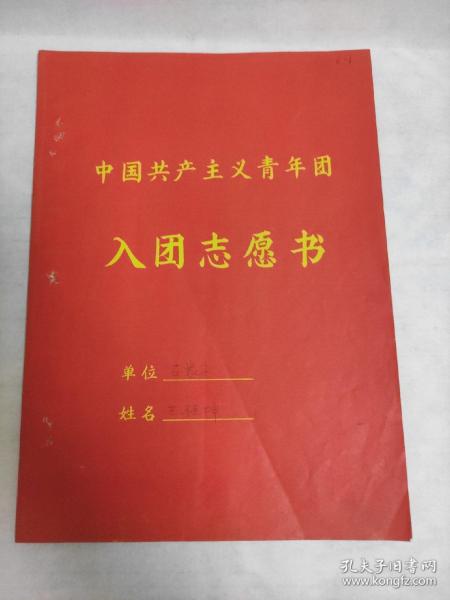 中国共产主义青年团
入团志愿书
单位
姓名
孔夫子旧书网
www.kongfz.com